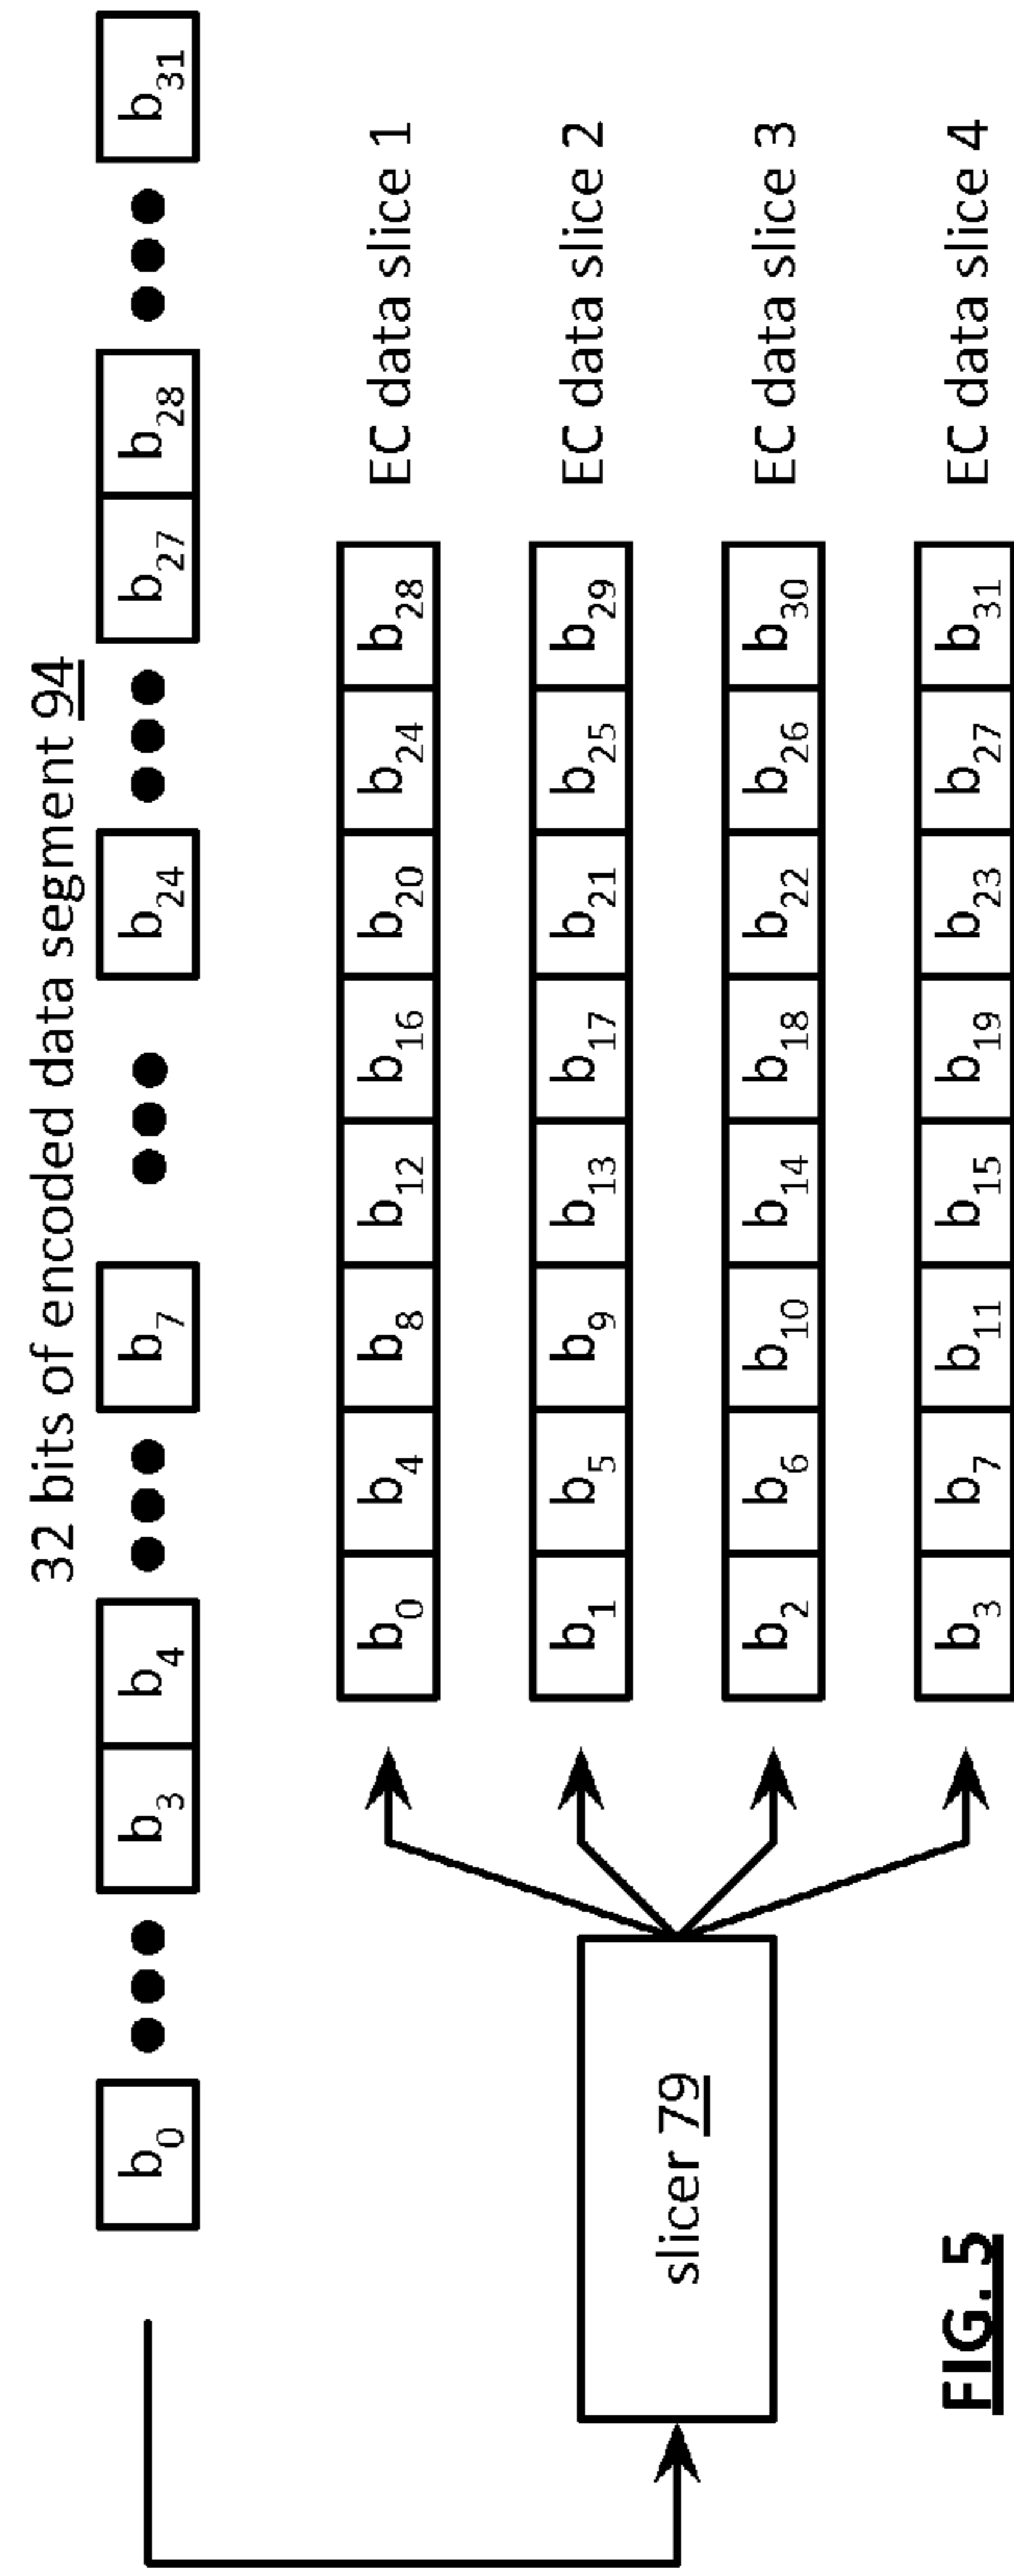 32 bits of encoded data segment 94
b0 b3 b4 b7 b24 b27 b28 b31
b0 b4 b8 b12 b16 b20 b24 b28 EC data slice 1
b1 b5 b9 b13 b17 b21 b25 b29 EC data slice 2
slicer 79
b2 b6 b10 b14 b18 b22 b26 b30 EC data slice 3
b3 b7 b11 b15 b19 b23 b27 b31 EC data slice 4
FIG. 5